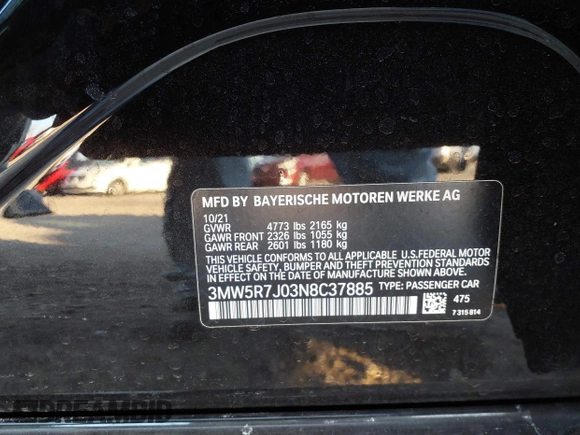 MFD BY BAYERISCHE MOTOREN WERKE AG
10/21
GVWR 4773 lbs 2165 kg
GAWR FRONT 2326 lbs 1055 kg
GAWR REAR 2601 lbs 1180 kg
THIS VEHICLE CONFORMS TO ALL APPLICABLE U.S.FEDERAL MOTOR
VEHICLE SAFETY, BUMPER AND THEFT PREVENTION STANDARDS
IN EFFECT ON THE DATE OF MANUFACTURE SHOWN ABOVE.
3MW5R7J03N8C37885 TYPE: PASSENGER CAR
475
7 315 814
DREAMBID